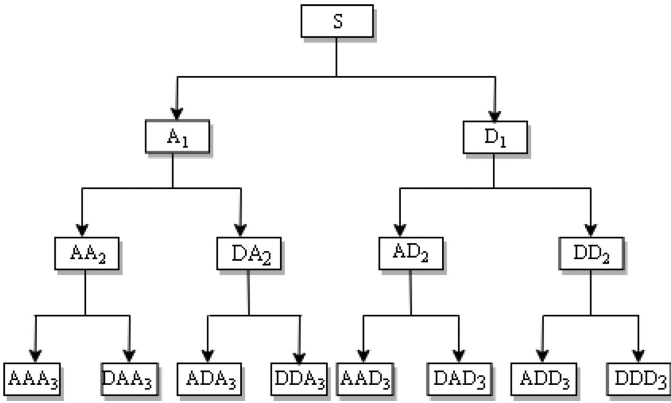 S
A₁ D₁
AA₂ DA₂ AD₂ DD₂
AAA₃ DAA₃ ADA₃ DDA₃ AAD₃ DAD₃ ADD₃ DDD₃